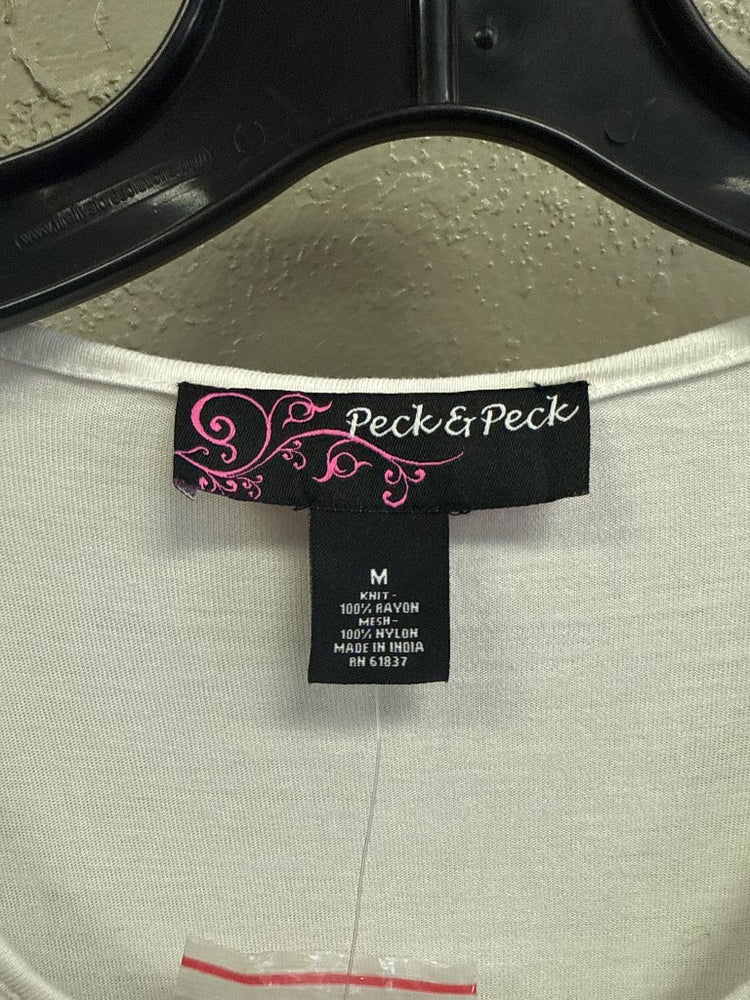 Peck & Peck
M
KNIT-
100% RAYON
MESH-
100% NYLON
MADE IN INDIA
RN 61837